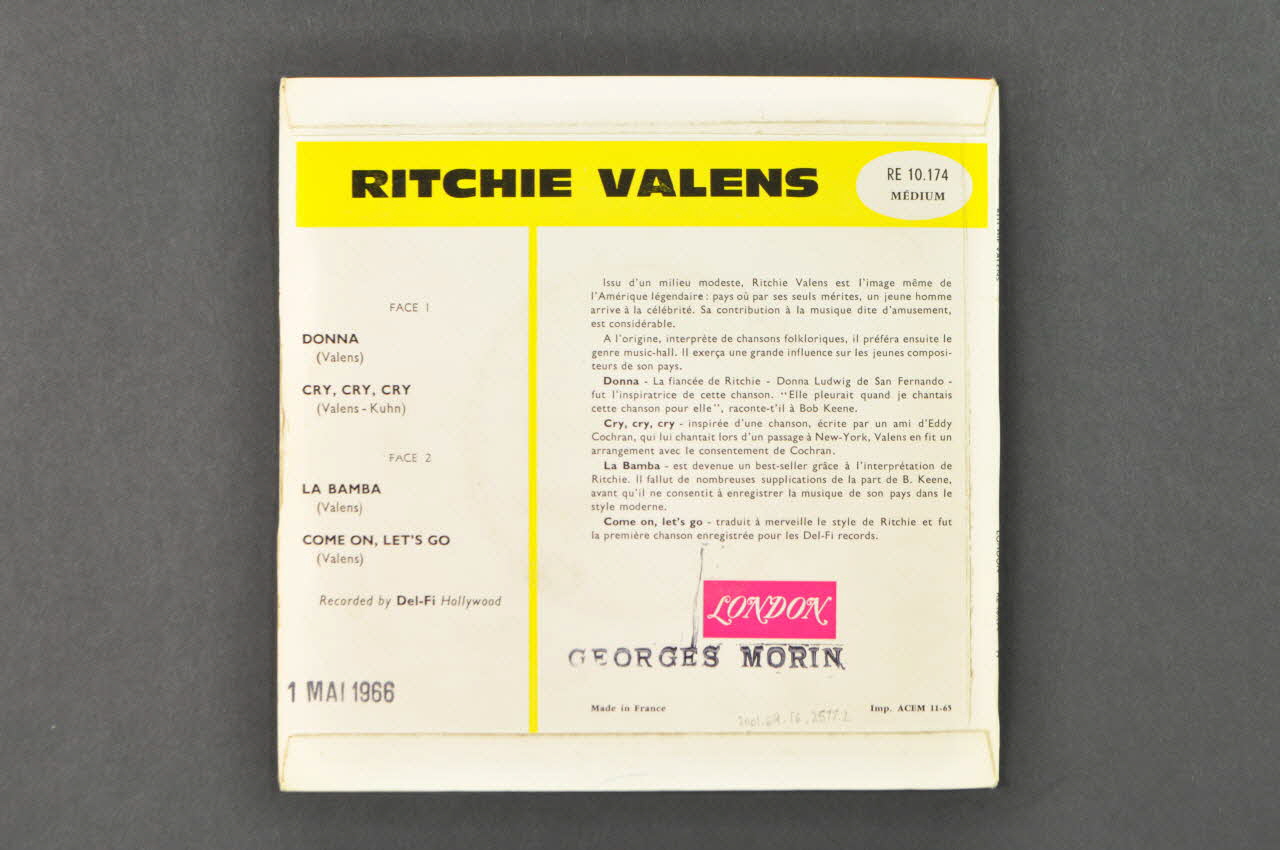 RITCHIE VALENS
RE 10.174
MÉDIUM
FACE 1
DONNA
(Valens)
CRY, CRY, CRY
(Valens - Kuhn)
FACE 2
LA BAMBA
(Valens)
COME ON, LET'S GO
(Valens)
Recorded by Del-Fi Hollywood
1 MAI 1966
Issu d'un milieu modeste, Ritchie Valens est l'image même de
l'Amérique légendaire : pays où par ses seuls mérites, un jeune homme
arrive à la célébrité. Sa contribution à la musique dite d'amusement,
est considérable.
A l'origine, interprète de chansons folkloriques, il préféra ensuite le
genre music-hall. Il exerça une grande influence sur les jeunes composi-
teurs de son pays.
Donna - La fiancée de Ritchie - Donna Ludwig de San Fernando -
fut l'inspiratrice de cette chanson. "Elle pleurait quand je chantais
cette chanson pour elle", raconte-t'il à Bob Keene.
Cry, cry, cry - inspirée d'une chanson, écrite par un ami d'Eddy
Cochran, qui lui chantait lors d'un passage à New-York, Valens en fit un
arrangement avec le consentement de Cochran.
La Bamba - est devenue un best-seller grâce à l'interprétation de
Ritchie. Il fallut de nombreuses supplications de la part de B. Keene,
avant qu'il ne consentit à enregistrer la musique de son pays dans le
style moderne.
Come on, let's go - traduit à merveille le style de Ritchie et fut
la première chanson enregistrée pour les Del-Fi records.
LONDON
GEORGES MORIN
Made in France
Imp. ACEM 11-65